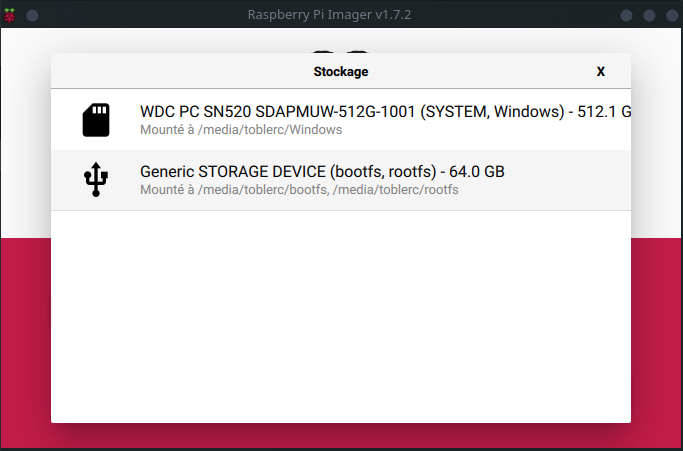 Raspberry Pi Imager v1.7.2
Stockage
X
WDC PC SN520 SDAPMUW-512G-1001 (SYSTEM, Windows) - 512.1 G
Mounté à /media/toblerc/Windows
Generic STORAGE DEVICE (bootfs, rootfs) - 64.0 GB
Mounté à /media/toblerc/bootfs, /media/toblerc/rootfs